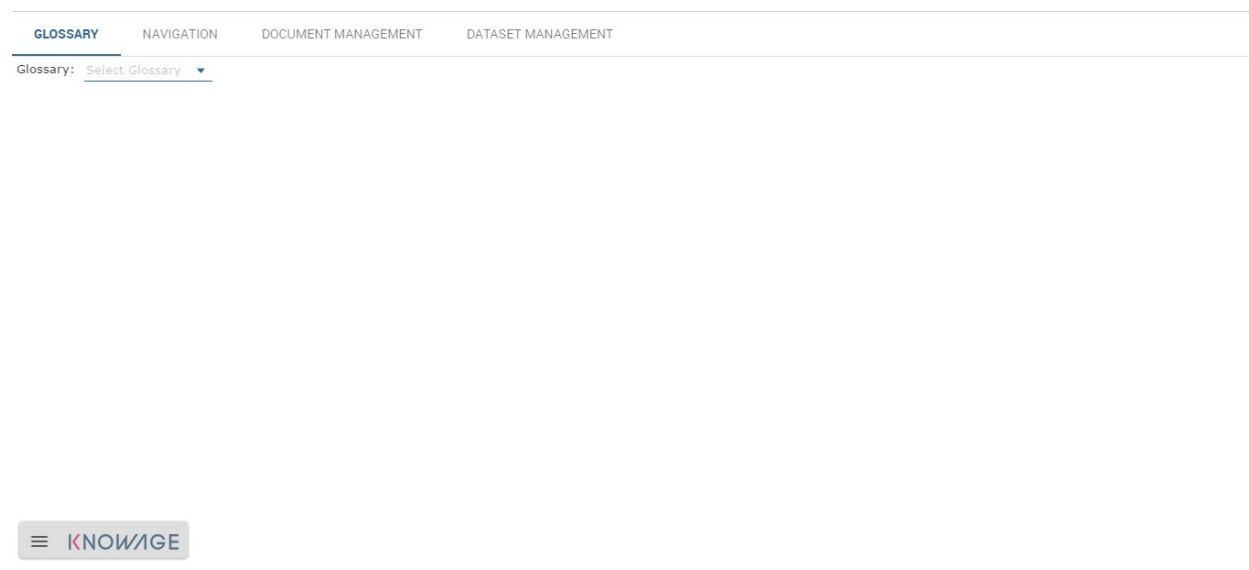 GLOSSARY NAVIGATION DOCUMENT MANAGEMENT DATASET MANAGEMENT
Glossary: Select Glossary
KNOWAGE